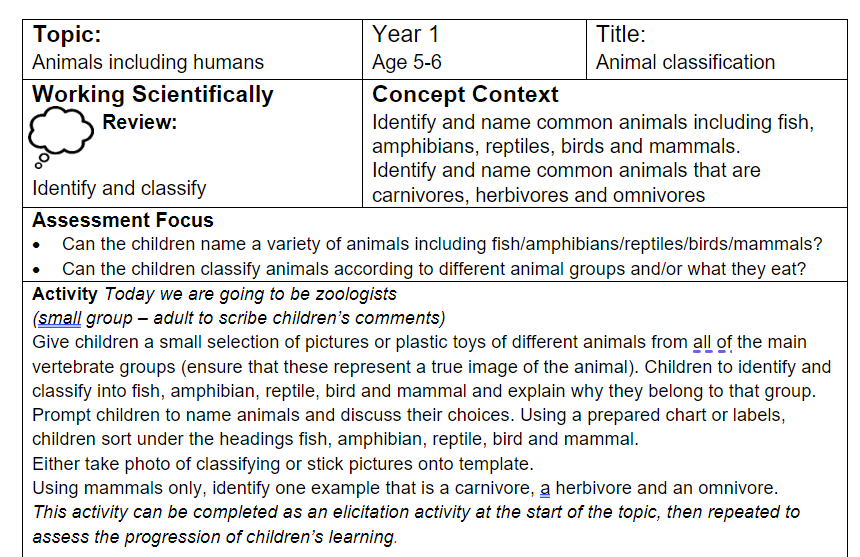 Topic:
Animals including humans
Year 1
Age 5-6
Title:
Animal classification
Working Scientifically
Review:
Identify and classify
Concept Context
Identify and name common animals including fish,
amphibians, reptiles, birds and mammals.
Identify and name common animals that are
carnivores, herbivores and omnivores
Assessment Focus
• Can the children name a variety of animals including fish/amphibians/reptiles/birds/mammals?
• Can the children classify animals according to different animal groups and/or what they eat?
Activity Today we are going to be zoologists
(small group – adult to scribe children’s comments)
Give children a small selection of pictures or plastic toys of different animals from all of the main
vertebrate groups (ensure that these represent a true image of the animal). Children to identify and
classify into fish, amphibian, reptile, bird and mammal and explain why they belong to that group.
Prompt children to name animals and discuss their choices. Using a prepared chart or labels,
children sort under the headings fish, amphibian, reptile, bird and mammal.
Either take photo of classifying or stick pictures onto template.
Using mammals only, identify one example that is a carnivore, a herbivore and an omnivore.
This activity can be completed as an elicitation activity at the start of the topic, then repeated to
assess the progression of children’s learning.